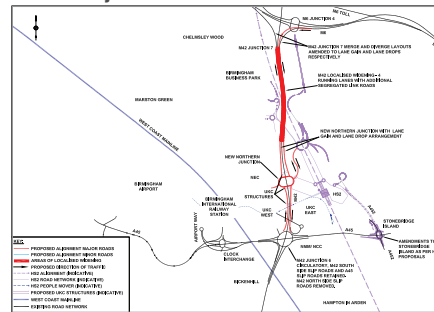 M6 JUNCTION 4
M6 TOLL
M6
CHELMSLEY WOOD
M42 JUNCTION 7
M42 JUNCTION 7 MERGE AND DIVERGE LAYOUTS
AMENDED TO LANE GAIN AND LANE DROPS
RESPECTIVELY
BIRMINGHAM
BUSINESS PARK
M42 LOCALISED WIDENING - 4
RUNNING LANES WITH ADDITIONAL
SEGREGATED LINK ROADS
MARSTON GREEN
WEST COAST MAINLINE
NEW NORTHERN JUNCTION WITH LANE
GAIN AND LANE DROP ARRANGEMENT
NEW NORTHERN
JUNCTION
NEC
BIRMINGHAM
AIRPORT
UKC
STRUCTURES
HS2
BIRMINGHAM
INTERNATIONAL
RAILWAY
STATION
UKC
WEST
UKC
EAST
A452
STONEBRIDGE
ISLAND
AIRPORT WAY
A45
A45
AMENDMENTS TO
STONEBRIDGE
ISLAND AS PER
PROPOSALS
CLOCK
INTERCHANGE
NMM/ NCC
M42 JUNCTION 6
CIRCULATORY, M42 SOUTH
SIDE SLIP ROADS AND A45
SLIP ROADS RETAINED.
M42 NORTH SIDE SLIP
ROADS REMOVED.
BICKENHILL
HAMPTON IN ARDEN
KEY:
PROPOSED ALIGNMENT MAJOR ROADS
PROPOSED ALIGNMENT MINOR ROADS
AREAS OF LOCALISED WIDENING
PROPOSED DIRECTION OF TRAFFIC
HS2 ALIGNMENT (INDICATIVE)
HS2 ROAD NETWORK (INDICATIVE)
HS2 PEOPLE MOVER (INDICATIVE)
PROPOSED UKC STRUCTURES (INDICATIVE)
WEST COAST MAINLINE
EXISTING ROAD NETWORK